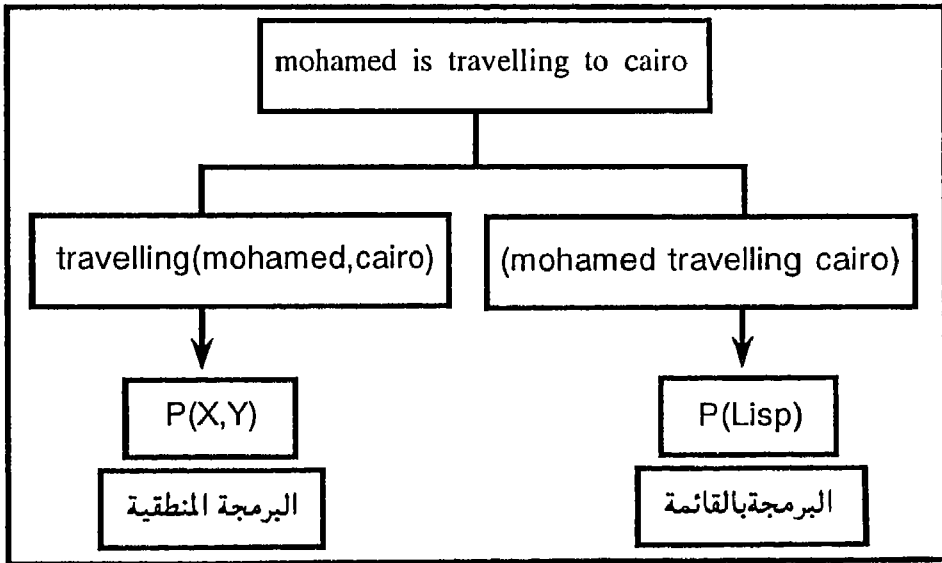 mohamed is travelling to cairo
travelling(mohamed,cairo)
(mohamed travelling cairo)
P(X,Y)
P(Lisp)
البرمجة المنطقية
البرمجةبالقائمة